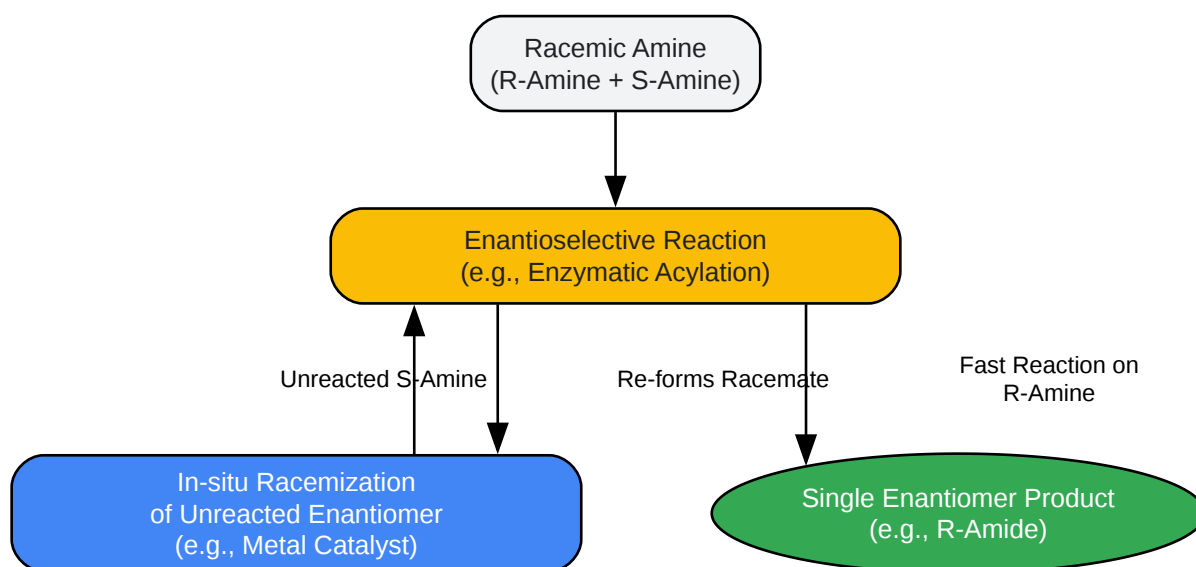 Racemic Amine
(R-Amine + S-Amine)
Enantioselective Reaction
(e.g., Enzymatic Acylation)
Unreacted S-Amine
Re-forms Racemate
Fast Reaction on
R-Amine
In-situ Racemization
of Unreacted Enantiomer
(e.g., Metal Catalyst)
Single Enantiomer Product
(e.g., R-Amide)